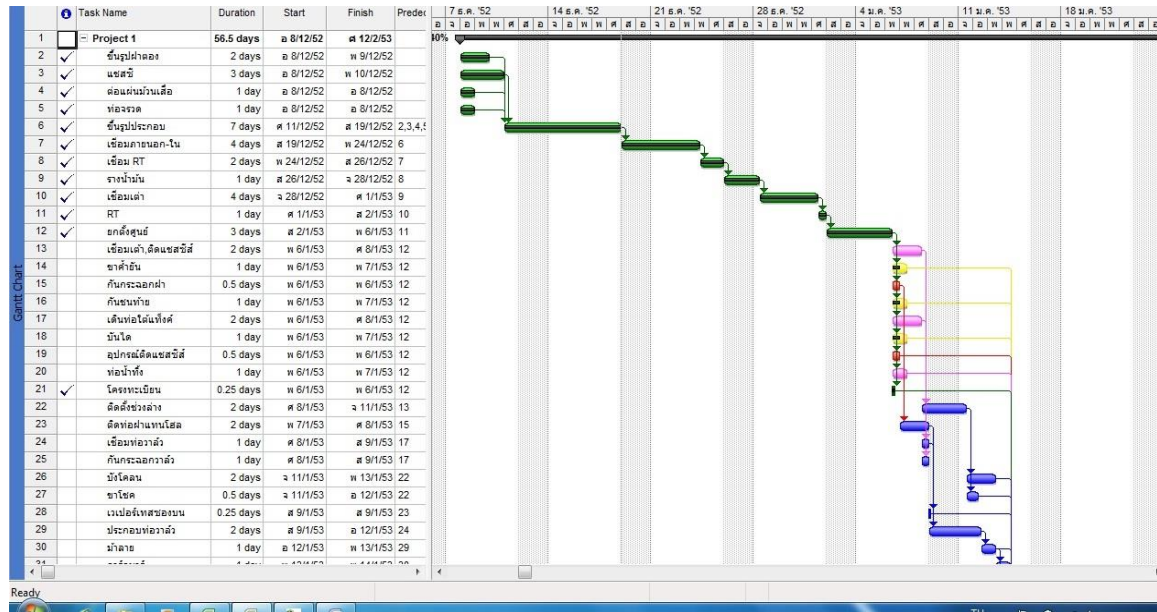 Task Name Duration Start Finish Predec
7 ธ.ค. '52 14 ธ.ค. '52 21 ธ.ค. '52 28 ธ.ค. '52 4 ม.ค. '53 11 ม.ค. '53 18 ม.ค. '53
1 Project 1 56.5 days อ 8/12/52 ศ 12/2/53
2 ขึ้นรูปฝาตอง 2 days อ 8/12/52 พ 9/12/52
3 แชสซี 3 days อ 8/12/52 พ 10/12/52
4 ต่อแผ่นม้วนเสื้อ 1 day อ 8/12/52 อ 8/12/52
5 ท่อจรวด 1 day อ 8/12/52 อ 8/12/52
6 ขึ้นรูปประกอบ 7 days ศ 11/12/52 ส 19/12/52 2,3,4,5
7 เชื่อมภายนอก-ใน 4 days ส 19/12/52 พ 24/12/52 6
8 เชื่อม RT 2 days พ 24/12/52 ส 26/12/52 7
9 รางน้ำมัน 1 day ส 26/12/52 จ 28/12/52 8
10 เชื่อมเต่า 4 days จ 28/12/52 ศ 1/1/53 9
11 RT 1 day ศ 1/1/53 ส 2/1/53 10
12 ยกตั้งศูนย์ 3 days ส 2/1/53 พ 6/1/53 11
13 เชื่อมเต่า,ติดแชสซีส์ 2 days พ 6/1/53 ศ 8/1/53 12
14 ขาค้ำยัน 1 day พ 6/1/53 พ 7/1/53 12
15 กันกระฉอกฝา 0.5 days พ 6/1/53 พ 6/1/53 12
16 กันชนท้าย 1 day พ 6/1/53 พ 7/1/53 12
17 เดินท่อใต้แท็งค์ 2 days พ 6/1/53 ศ 8/1/53 12
18 บันได 1 day พ 6/1/53 พ 7/1/53 12
19 อุปกรณ์ติดแชสซีส์ 0.5 days พ 6/1/53 พ 6/1/53 12
20 ท่อน้ำทิ้ง 1 day พ 6/1/53 พ 7/1/53 12
21 โครงทะเบียน 0.25 days พ 6/1/53 พ 6/1/53 12
22 ติดตั้งช่วงล่าง 2 days ศ 8/1/53 จ 11/1/53 13
23 ติดท่อฝาแทนโฮล 2 days พ 7/1/53 ศ 8/1/53 15
24 เชื่อมท่อวาล์ว 1 day ศ 8/1/53 ส 9/1/53 17
25 กันกระฉอกวาล์ว 1 day ศ 8/1/53 ส 9/1/53 17
26 บังโคลน 2 days จ 11/1/53 พ 13/1/53 22
27 ขาโชค 0.5 days จ 11/1/53 อ 12/1/53 22
28 เวเปอร์เทสช่องบน 0.25 days ส 9/1/53 ส 9/1/53 23
29 ประกอบท่อวาล์ว 2 days ส 9/1/53 อ 12/1/53 24
30 ม้าลาย 1 day อ 12/1/53 พ 13/1/53 29
Gantt Chart
Ready